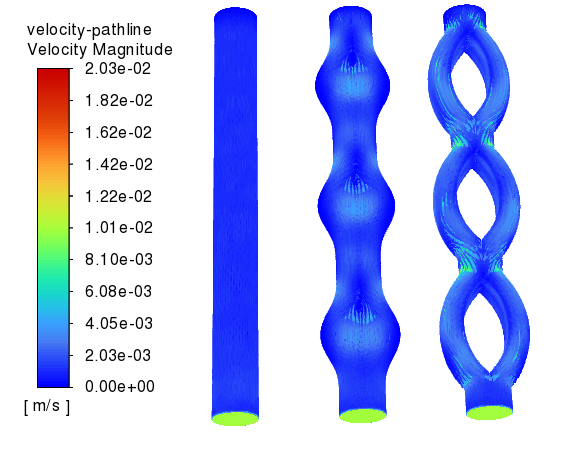 velocity-pathline
Velocity Magnitude
2.03e-02
1.82e-02
1.62e-02
1.42e-02
1.22e-02
1.01e-02
8.10e-03
6.08e-03
4.05e-03
2.03e-03
0.00e+00
[ m/s ]